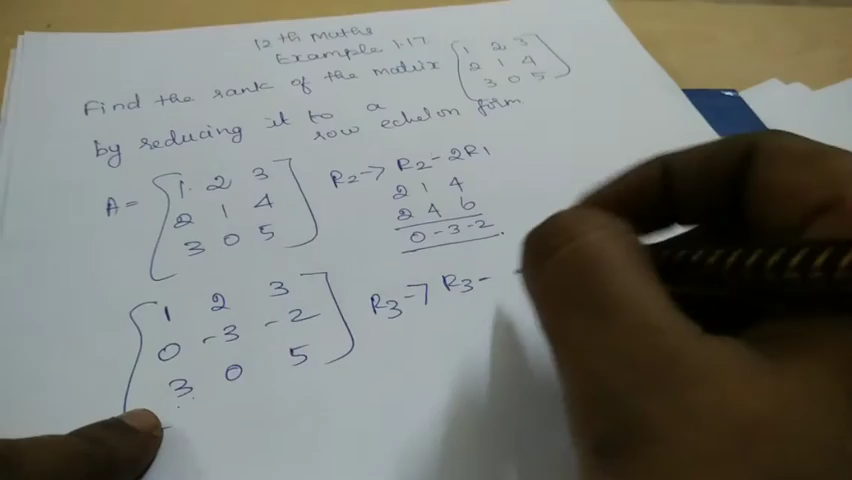 12th Maths
Example 1.17
Find the rank of the matrix [1 2 3
2 1 4
3 0 5]
by reducing it to a row echelon form
A = [1 2 3
2 1 4
3 0 5]
R2 → R2 - 2R1
2 1 4
2 4 6
0 -3 -2
[1 2 3
0 -3 -2
3 0 5]
R3 → R3 -